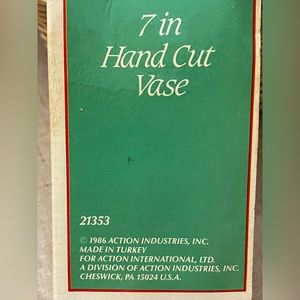 7 in
Hand Cut
Vase
21353
© 1986 ACTION INDUSTRIES, INC.
MADE IN TURKEY
FOR ACTION INTERNATIONAL, LTD.
A DIVISION OF ACTION INDUSTRIES, INC.
CHESWICK, PA 15024 U.S.A.